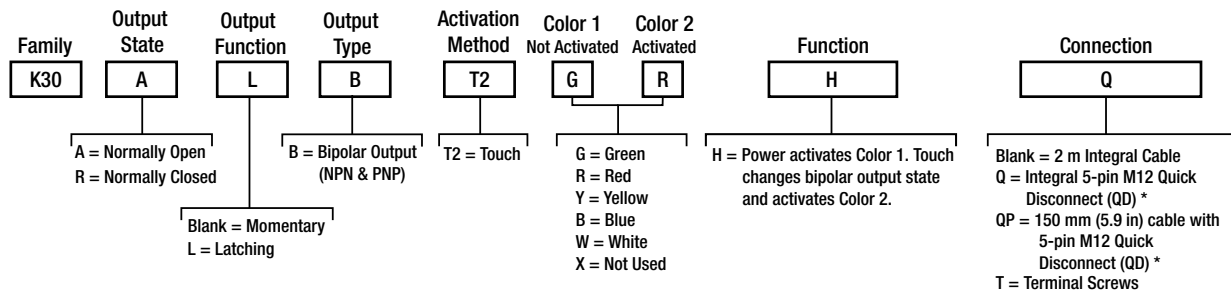 Family
Output
State
Output
Function
Output
Type
Activation
Method
Color 1
Not Activated
Color 2
Activated
Function
Connection
K30
A
L
B
T2
G
R
H
Q
A = Normally Open
R = Normally Closed
Blank = Momentary
L = Latching
B = Bipolar Output
(NPN & PNP)
T2 = Touch
G = Green
R = Red
Y = Yellow
B = Blue
W = White
X = Not Used
H = Power activates Color 1. Touch
changes bipolar output state
and activates Color 2.
Blank = 2 m Integral Cable
Q = Integral 5-pin M12 Quick
Disconnect (QD) *
QP = 150 mm (5.9 in) cable with
5-pin M12 Quick
Disconnect (QD) *
T = Terminal Screws